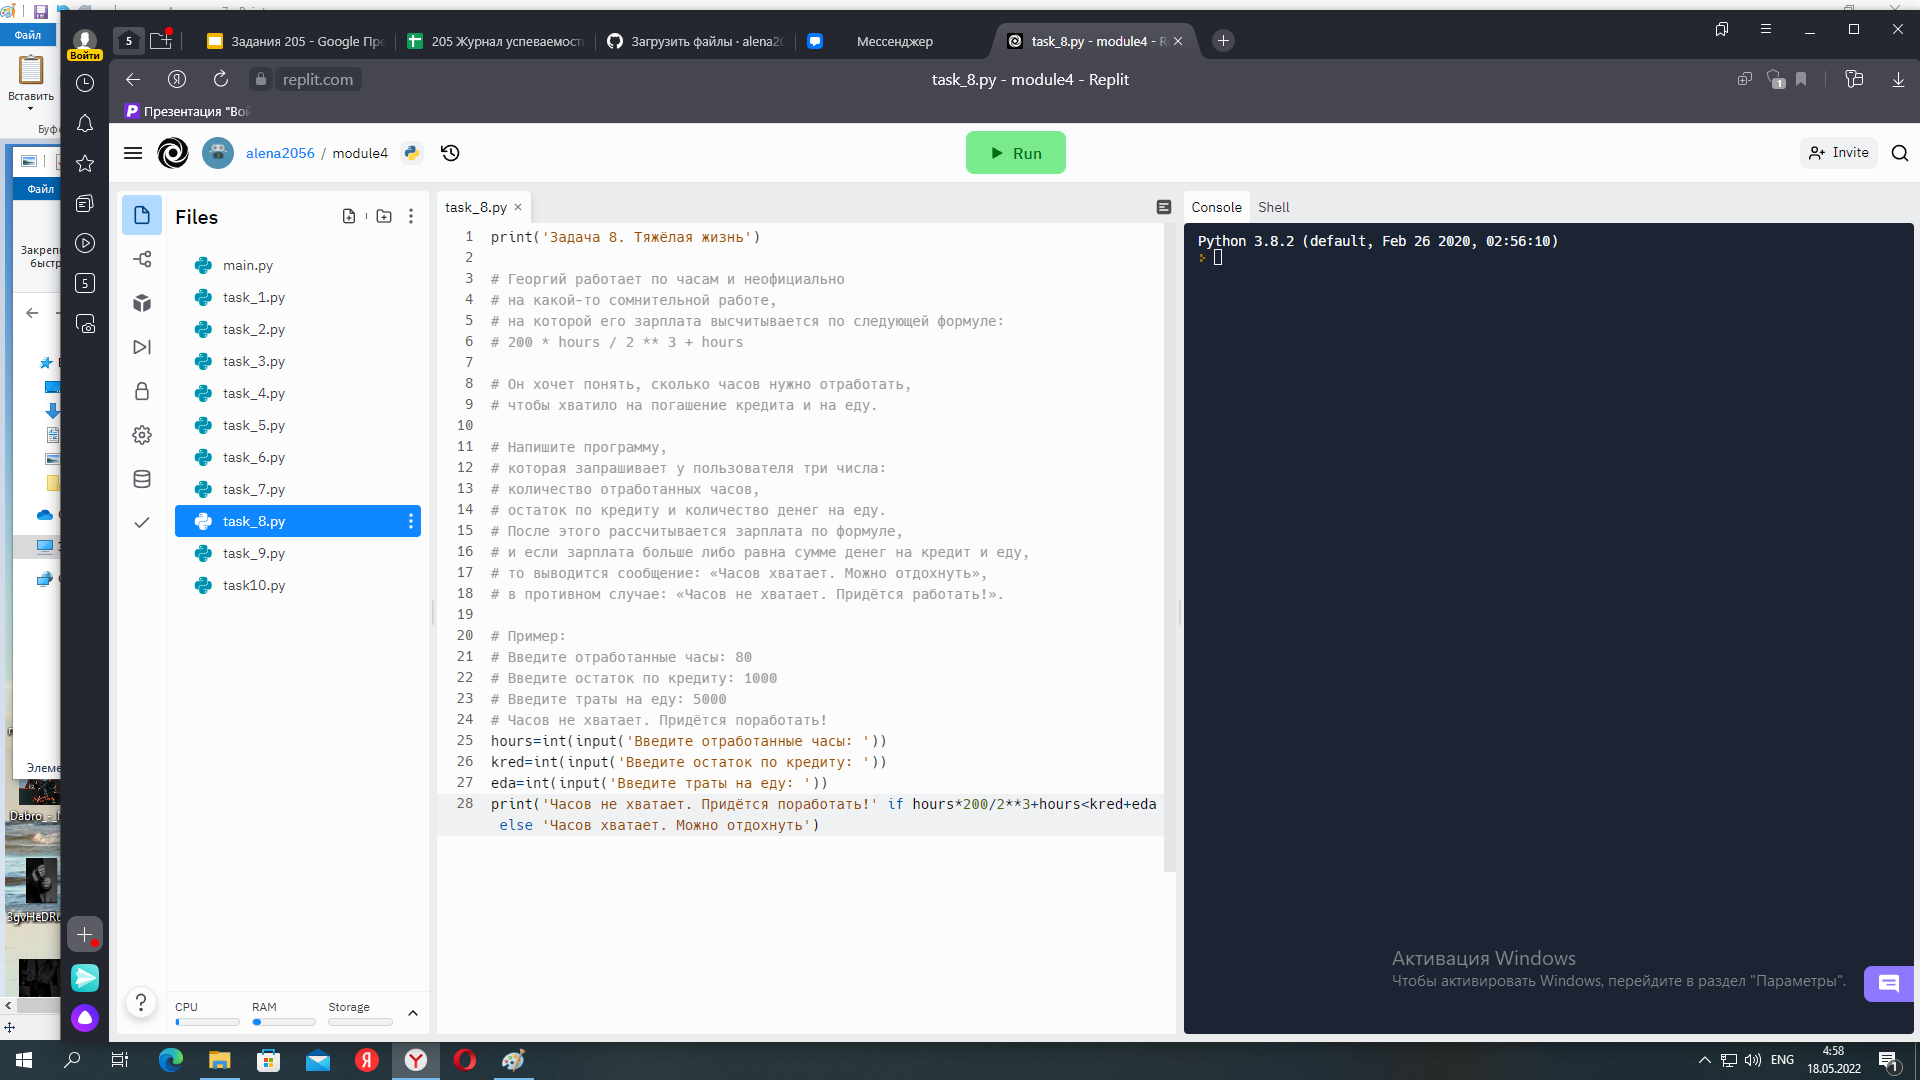 Файл
Вставить
Буфе
Файл
Закреп
быстр
Элеме
Dabro_-_
3gvHeDRu
Войти
5
Задания 205 - Google Пре
205 Журнал успеваемость
Загрузить файлы · alena20
Мессенджер
task_8.py - module4 - R
replit.com
task_8.py - module4 - Replit
1
Презентация "Вой
alena2056 / module4
Run
Invite
5
Files
main.py
task_1.py
task_2.py
task_3.py
task_4.py
task_5.py
task_6.py
task_7.py
task_8.py
task_9.py
task10.py
CPU RAM Storage
task_8.py
1 print('Задача 8. Тяжёлая жизнь')
2
3 # Георгий работает по часам и неофициально
4 # на какой-то сомнительной работе,
5 # на которой его зарплата высчитывается по следующей формуле:
6 # 200 * hours / 2 ** 3 + hours
7
8 # Он хочет понять, сколько часов нужно отработать,
9 # чтобы хватило на погашение кредита и на еду.
10
11 # Напишите программу,
12 # которая запрашивает у пользователя три числа:
13 # количество отработанных часов,
14 # остаток по кредиту и количество денег на еду.
15 # После этого рассчитывается зарплата по формуле,
16 # и если зарплата больше либо равна сумме денег на кредит и еду,
17 # то выводится сообщение: «Часов хватает. Можно отдохнуть»,
18 # в противном случае: «Часов не хватает. Придётся работать!».
19
20 # Пример:
21 # Введите отработанные часы: 80
22 # Введите остаток по кредиту: 1000
23 # Введите траты на еду: 5000
24 # Часов не хватает. Придётся поработать!
25 hours=int(input('Введите отработанные часы: '))
26 kred=int(input('Введите остаток по кредиту: '))
27 eda=int(input('Введите траты на еду: '))
28 print('Часов не хватает. Придётся поработать!' if hours*200/2**3+hours<kred+eda
else 'Часов хватает. Можно отдохнуть')
Console Shell
Python 3.8.2 (default, Feb 26 2020, 02:56:10)
Активация Windows
Чтобы активировать Windows, перейдите в раздел "Параметры".
ENG
4:58
18.05.2022
1